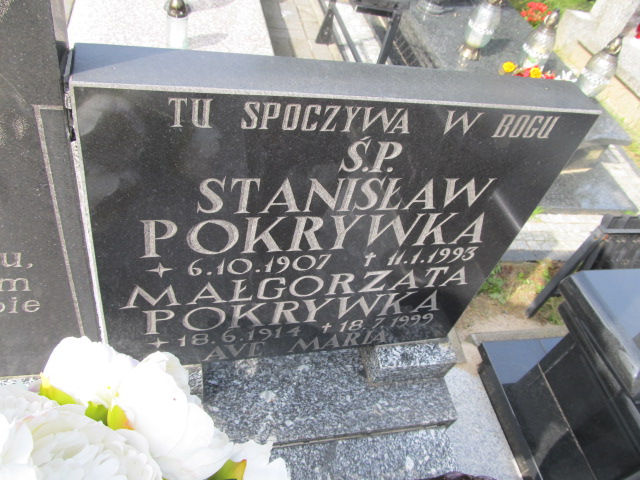 TU SPOCZYWA W BOGU
Ś.P.
STANISŁAW
POKRYWKA
6.10.1907 11.1.1993
MAŁGORZATA
POKRYWKA
18.6.1914 18.7.1999
AVE MARIA
u,
m
pie